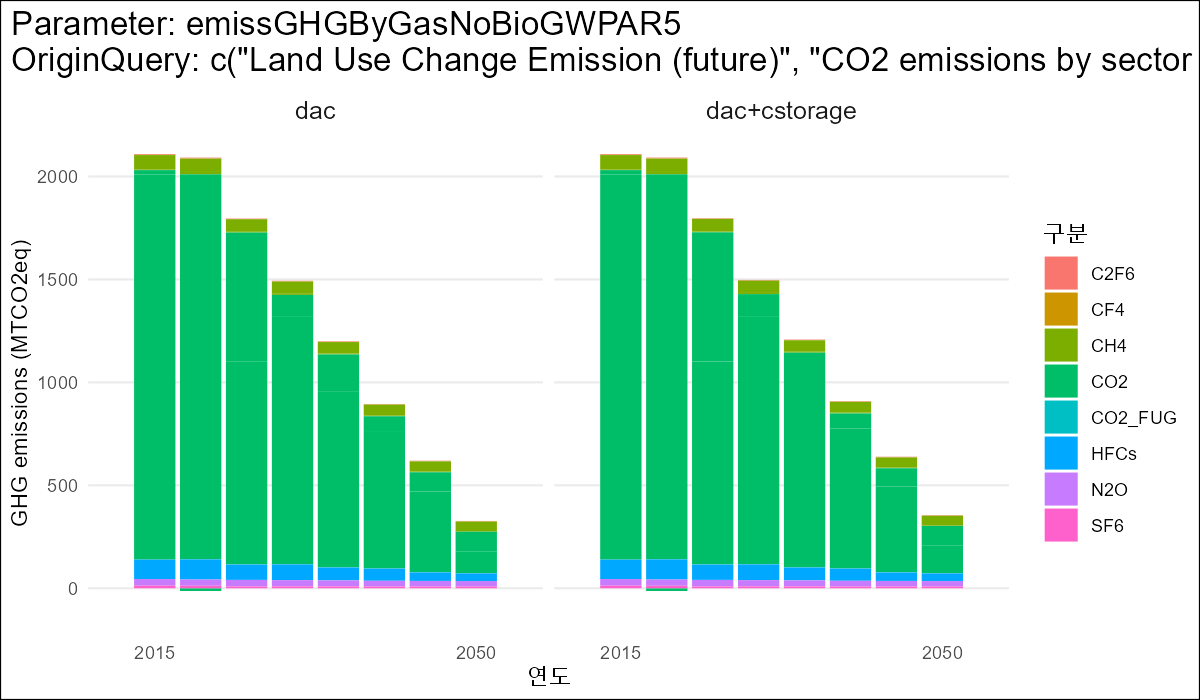 Parameter: emissGHGByGasNoBioGWPAR5
OriginQuery: c("Land Use Change Emission (future)", "CO2 emissions by sector
dac
dac+cstorage
GHG emissions (MTCO2eq)
2000
1500
1000
500
0
2015
2050
2015
2050
연도
구분
C2F6
CF4
CH4
CO2
CO2_FUG
HFCs
N2O
SF6